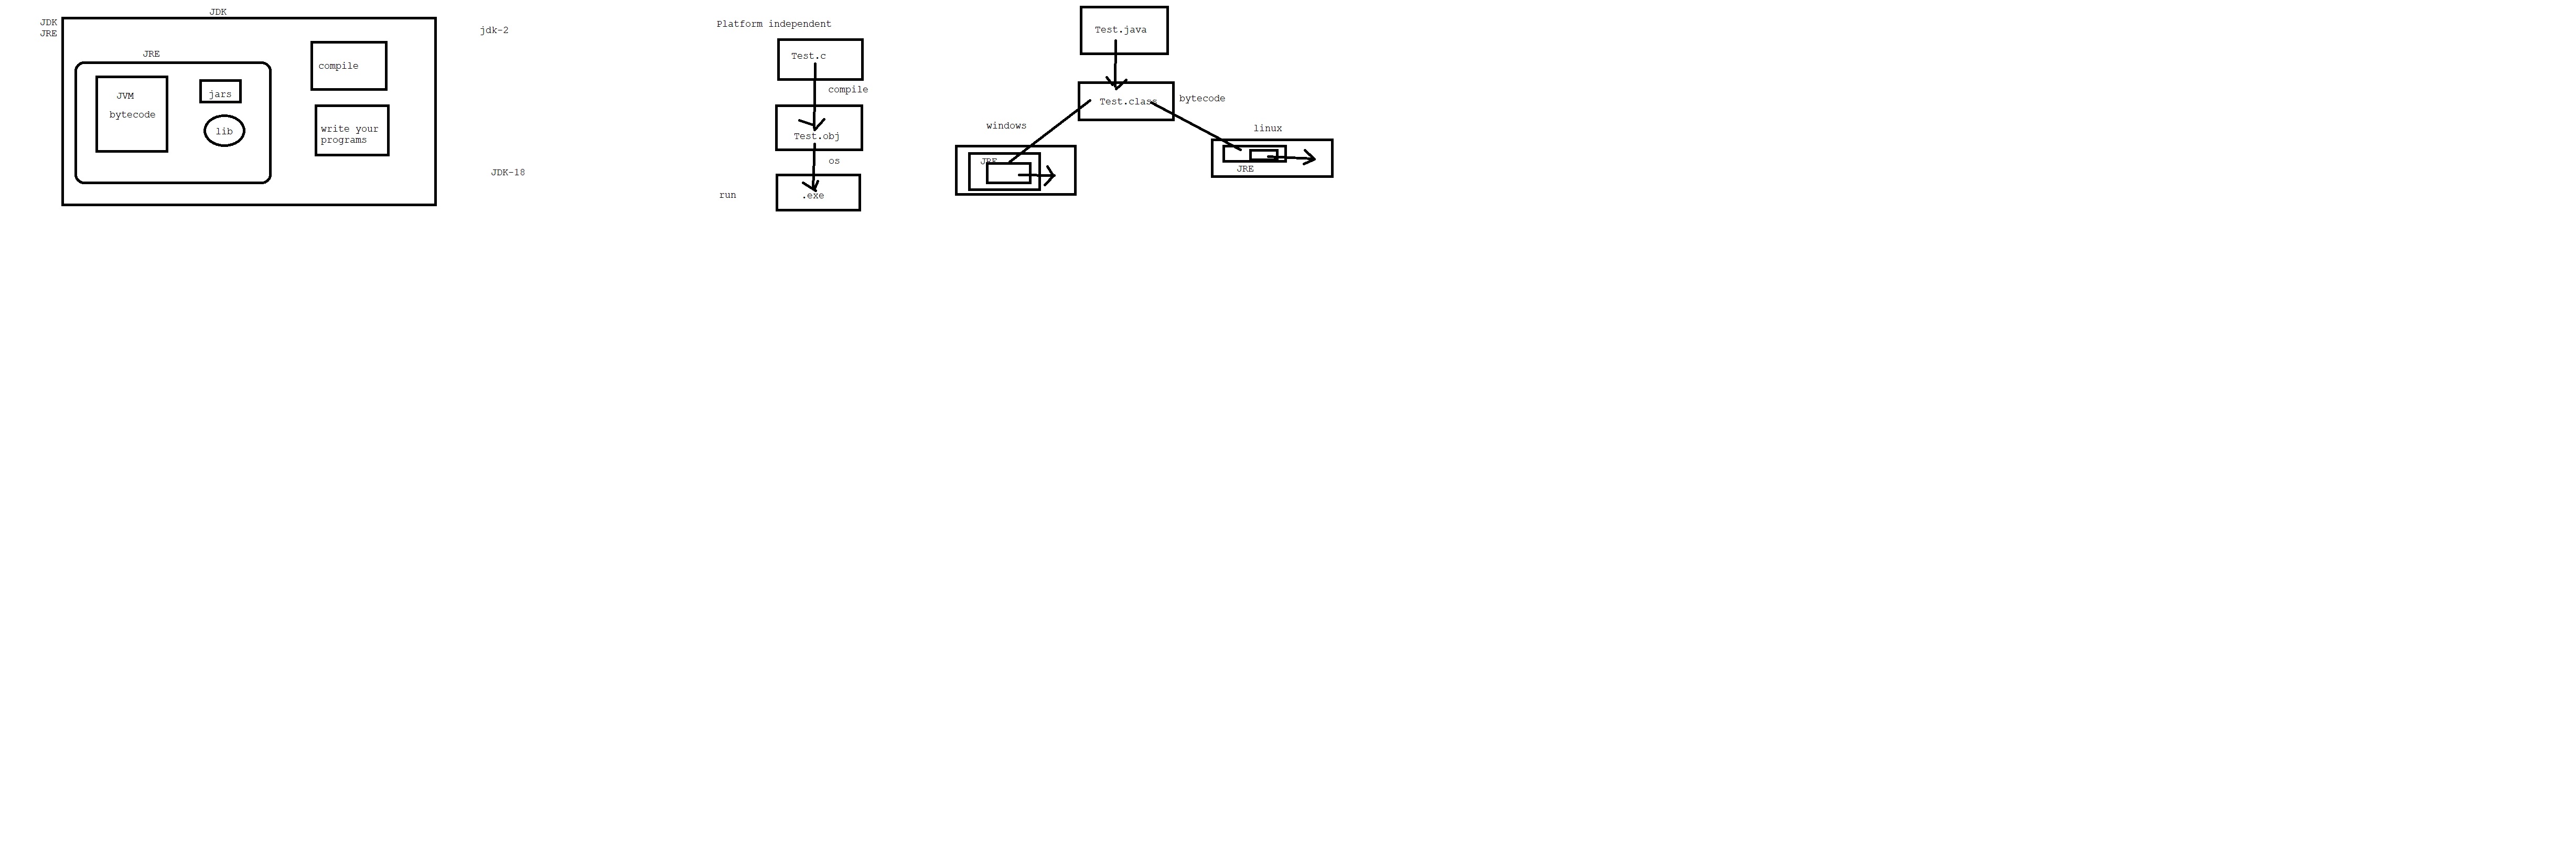 JDK
JDK
JRE
JRE
JVM
bytecode
jars
lib
compile
write your
programs
jdk-2
JDK-18
Platform independent
Test.c
compile
Test.obj
os
run
.exe
Test.java
Test.class
bytecode
windows
JRE
linux
JRE